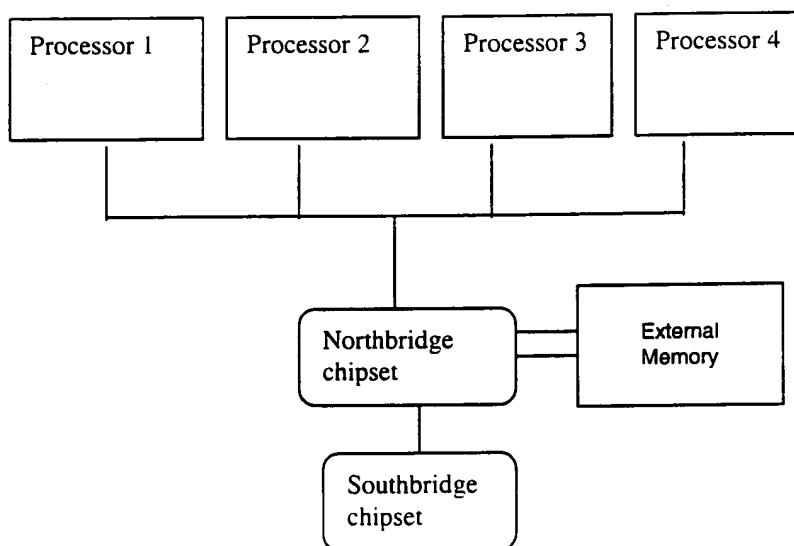 Processor 1
Processor 2
Processor 3
Processor 4
Northbridge
chipset
External
Memory
Southbridge
chipset